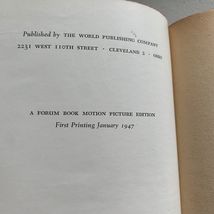 Published by THE WORLD PUBLISHING COMPANY
2231 WEST 110TH STREET · CLEVELAND 2 · OHIO
A FORUM BOOK MOTION PICTURE EDITION
First Printing January 1947